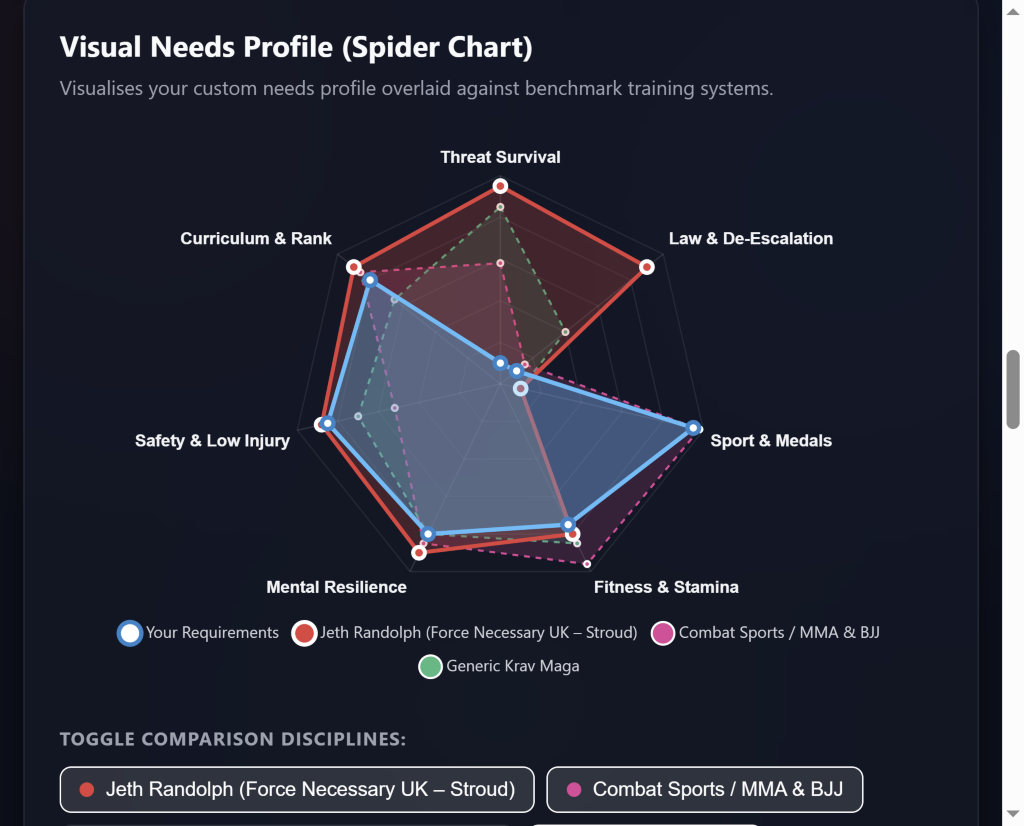 Visual Needs Profile (Spider Chart)
Visualises your custom needs profile overlaid against benchmark training systems.
Threat Survival
Curriculum & Rank
Law & De-Escalation
Safety & Low Injury
Sport & Medals
Mental Resilience
Fitness & Stamina
Your Requirements
Jeth Randolph (Force Necessary UK – Stroud)
Combat Sports / MMA & BJJ
Generic Krav Maga
TOGGLE COMPARISON DISCIPLINES:
Jeth Randolph (Force Necessary UK – Stroud)
Combat Sports / MMA & BJJ